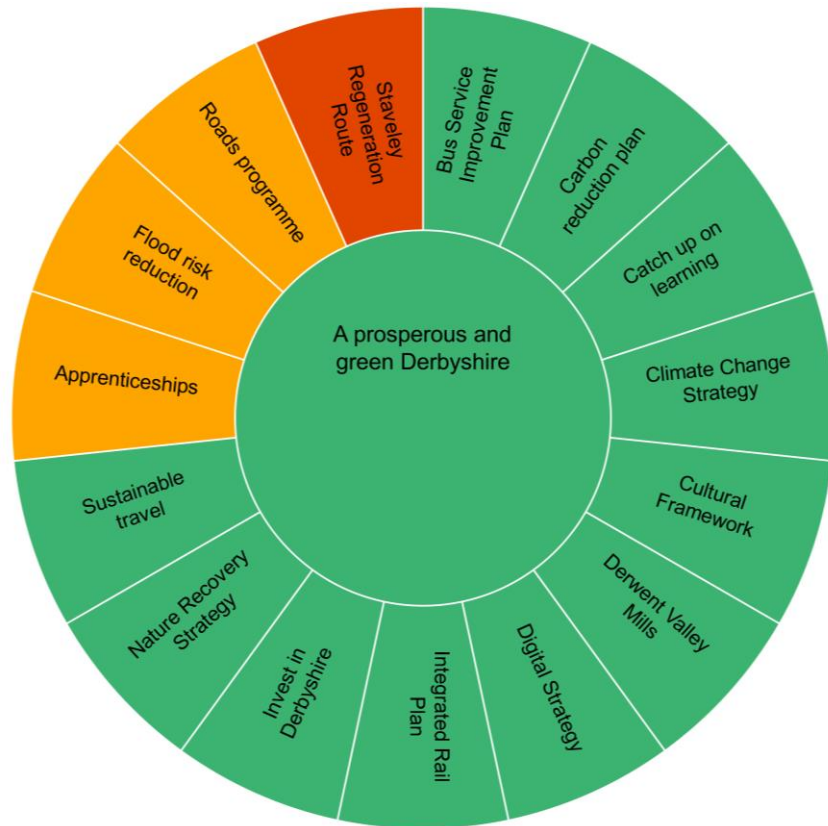 A prosperous and
green Derbyshire
Bus Service
Improvement
Plan
Carbon
reduction plan
Catch up on
learning
Climate Change
Strategy
Cultural
Framework
Derwent Valley
Mills
Digital Strategy
Integrated Rail
Plan
Invest in
Derbyshire
Nature Recovery
Strategy
Sustainable
travel
Apprenticeships
Flood risk
reduction
Roads programme
Staveley
Regeneration
Route